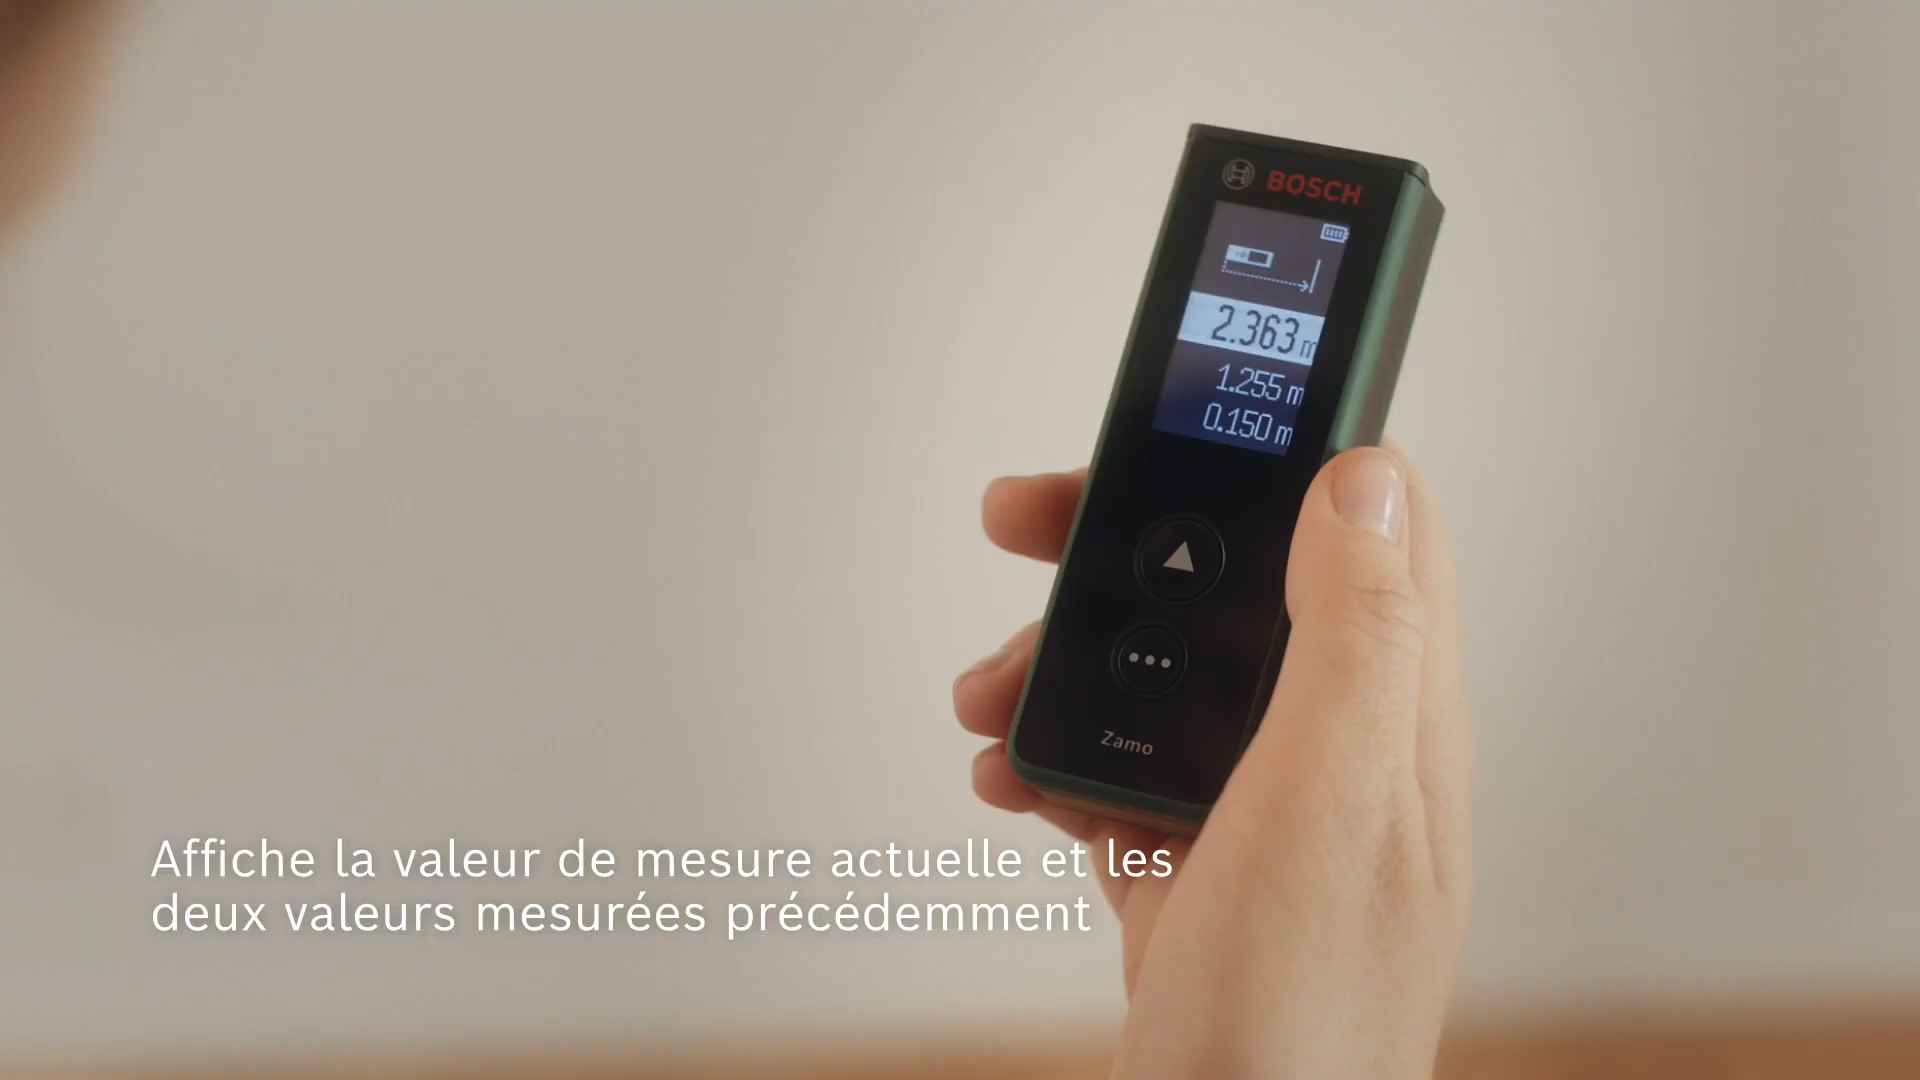 BOSCH
2.363 m
1.255 m
0.150 m
Zamo
Affiche la valeur de mesure actuelle et les
deux valeurs mesurées précédemment